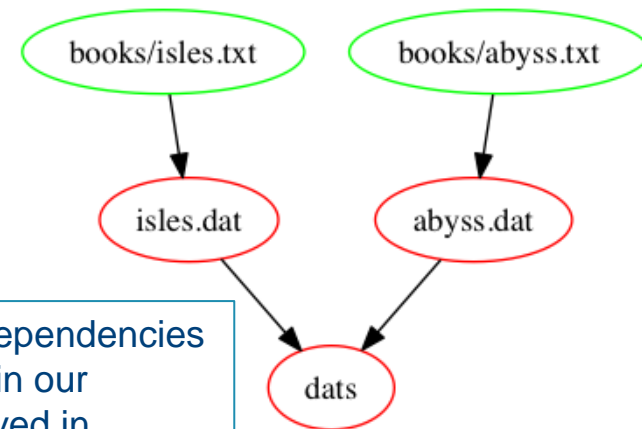 books/isles.txt books/abyss.txt
isles.dat abyss.dat
ependencies
in our
dats